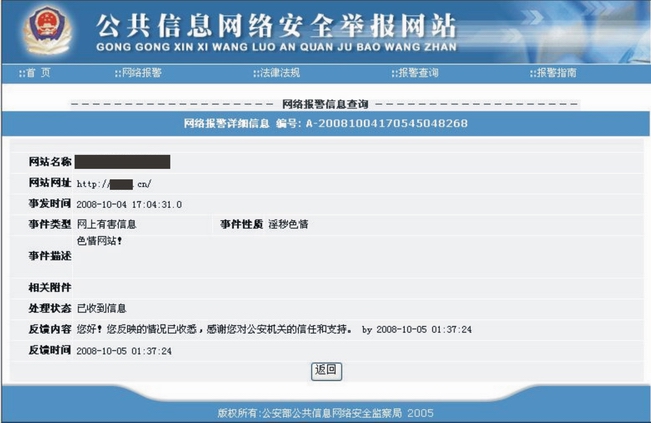 公共信息网络安全举报网站
GONG GONG XIN XI WANG LUO AN QUAN JU BAO WANG ZHAN
::首 页 ::网络报警 ::法律法规 ::报警查询 ::报警指南
网络报警信息查询
网络报警详细信息 编号: A-20081004170545048268
网站名称
网站网址 http:// .cn/
事发时间 2008-10-04 17:04:31.0
事件类型 网上有害信息 事件性质 淫秽色情
事件描述 色情网站!
相关附件
处理状态 已收到信息
反馈内容 您好! 您反映的情况已收悉, 感谢您对公安机关的信任和支持。 by 2008-10-05 01:37:24
反馈时间 2008-10-05 01:37:24
返回
版权所有:公安部公共信息网络安全监察局 2005